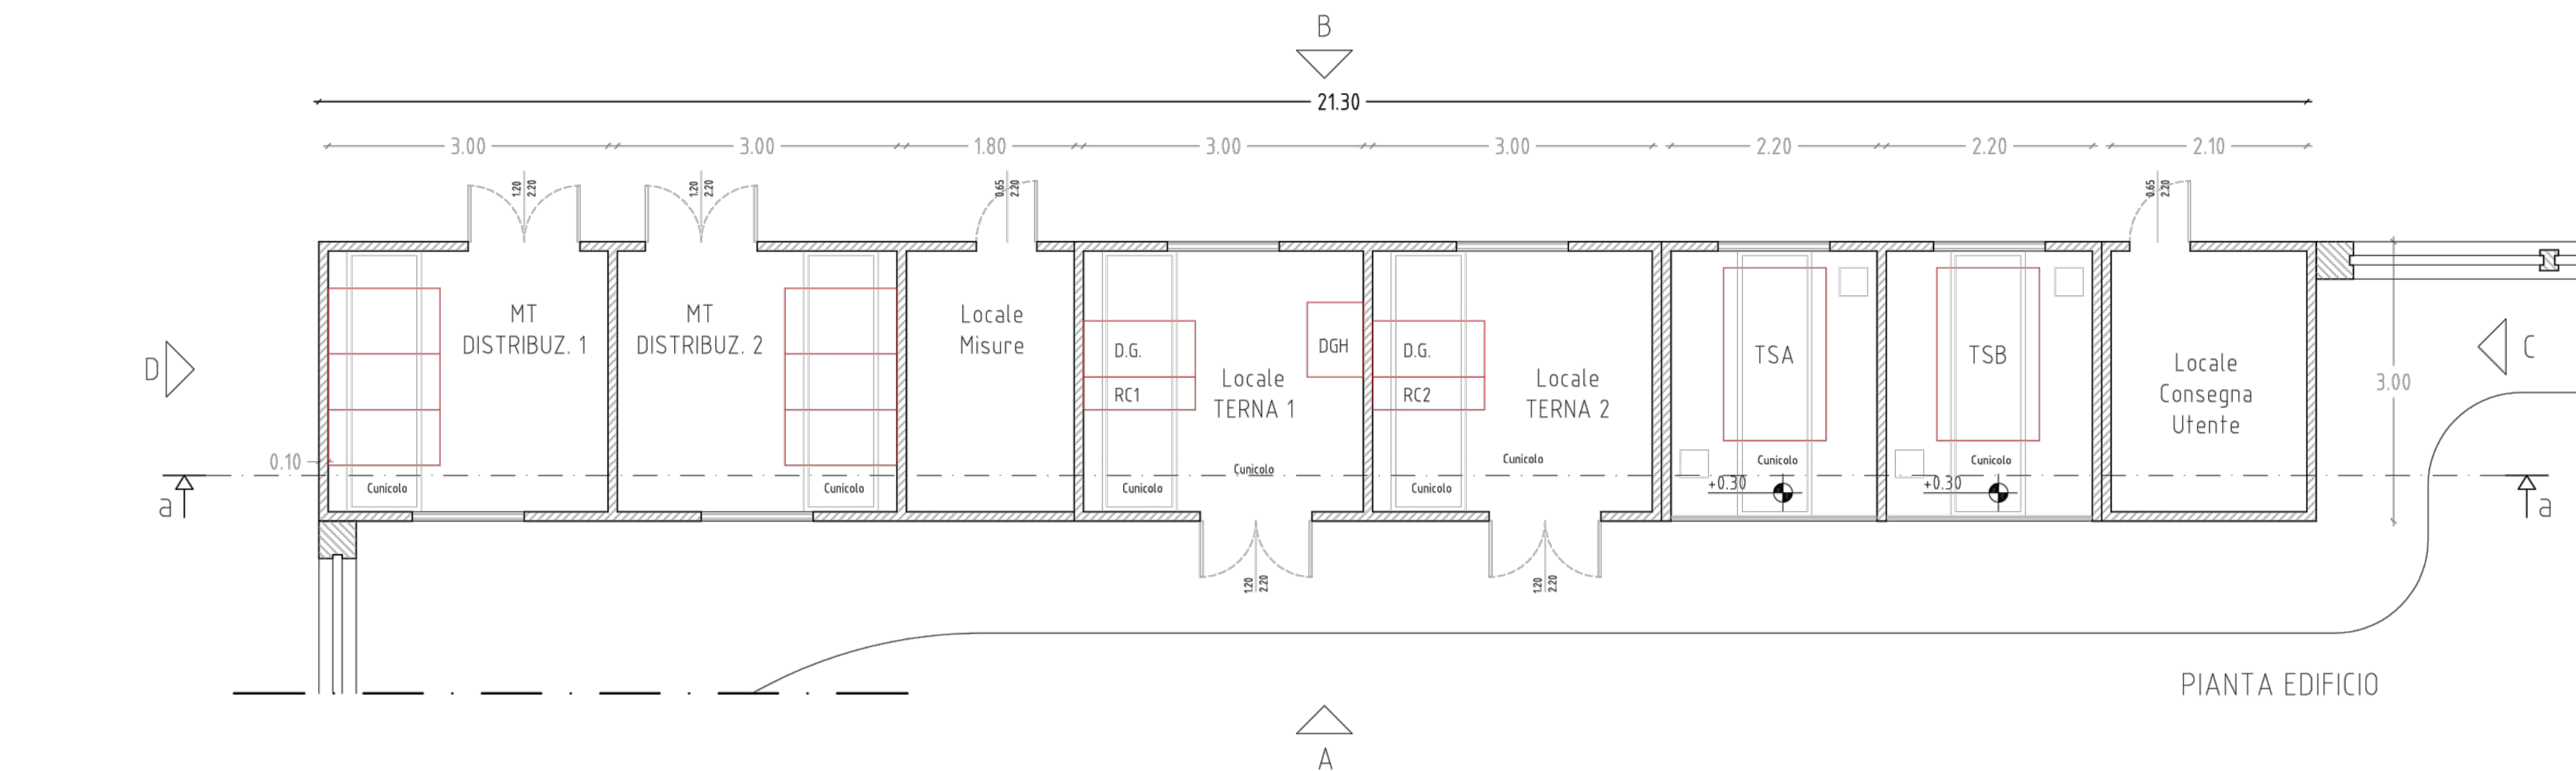 B
21.30
3.00 3.00 1.80 3.00 3.00 2.20 2.20 2.10
1.20 2.20 1.20 2.20 0.65 2.20 0.65 2.20
MT
DISTRIBUZ. 1
MT
DISTRIBUZ. 2
Locale
Misure
D.G.
RC1
DGH
Locale
TERNA 1
D.G.
RC2
Locale
TERNA 2
TSA
TSB
Locale
Consegna
Utente
D
C
3.00
0.10
Cunicolo
Cunicolo
Cunicolo
Cunicolo
Cunicolo
Cunicolo
Cunicolo
Cunicolo
+0.30
+0.30
a
a
1.20 2.20 1.20 2.20
PIANTA EDIFICIO
A